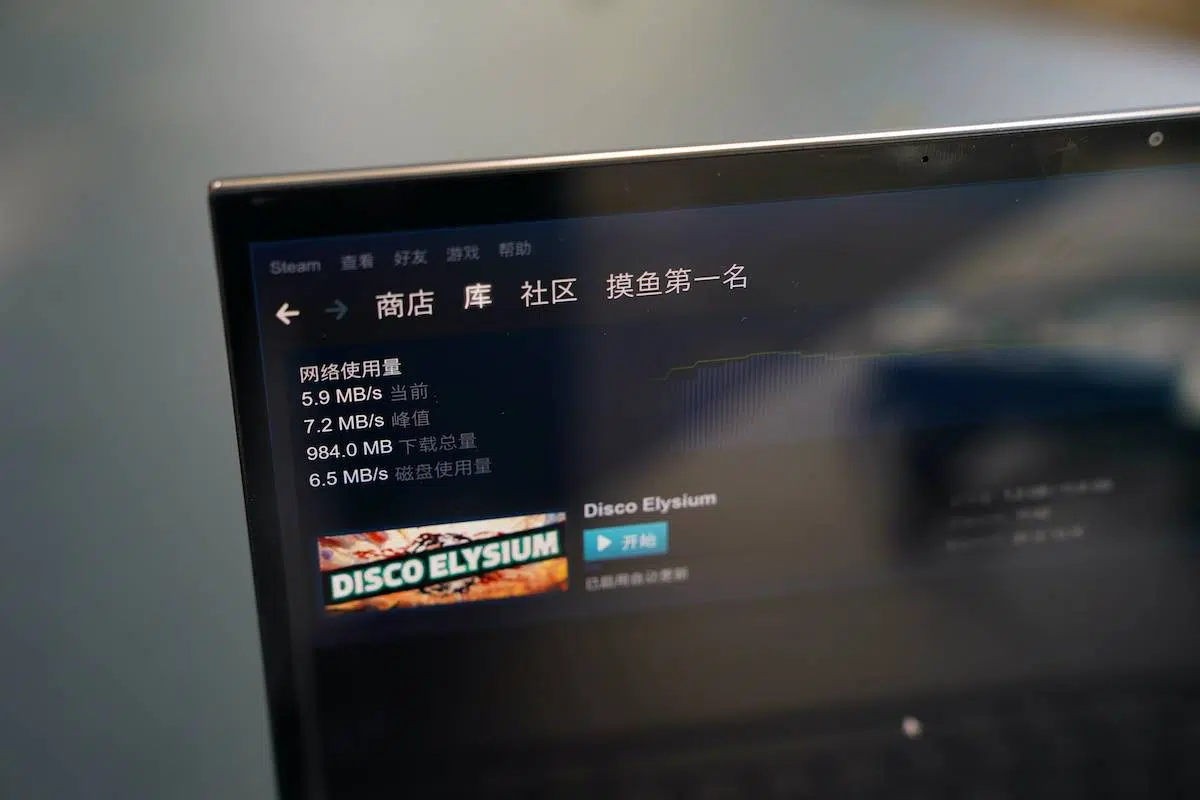 Steam 查看 好友 游戏 帮助
← → 商店 库 社区 摸鱼第一名
网络使用量
5.9 MB/s 当前
7.2 MB/s 峰值
984.0 MB 下载总量
6.5 MB/s 磁盘使用量
DISCO ELYSIUM
Disco Elysium
开始
已启用自动更新